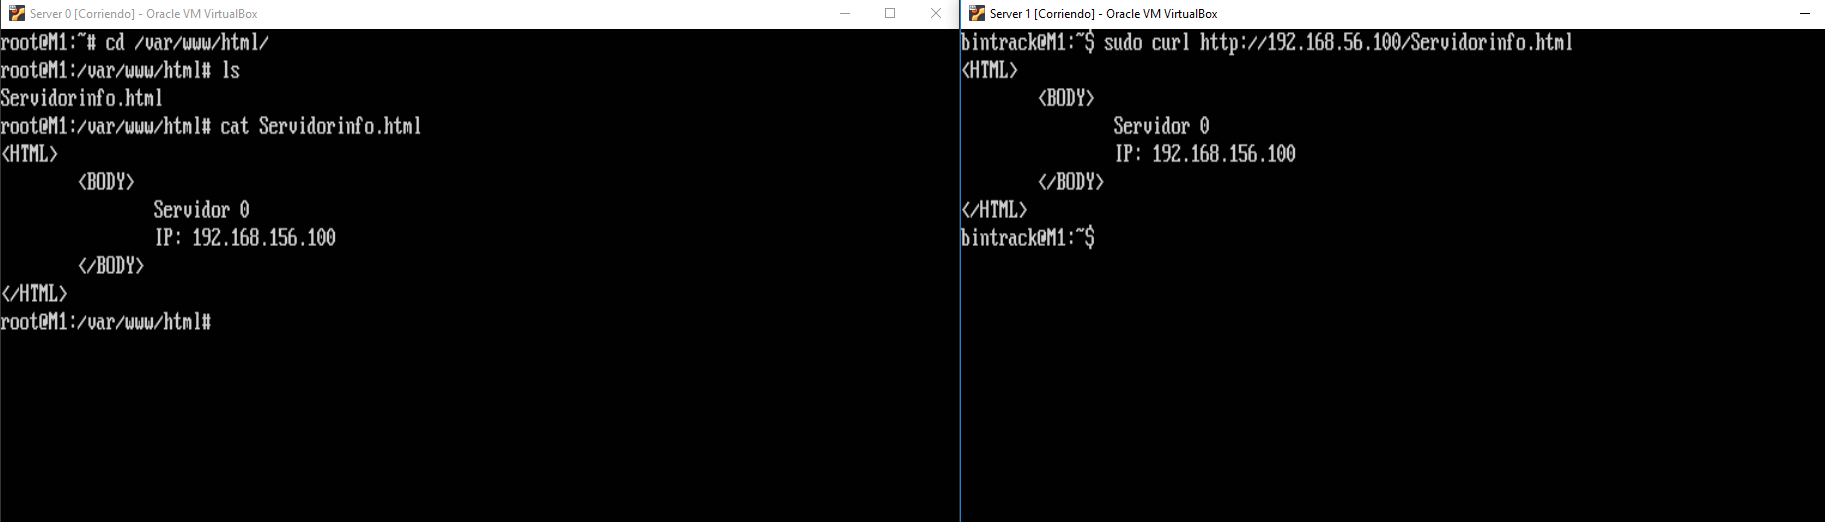 Server 0 [Corriendo] - Oracle VM VirtualBox
root@M1:~# cd /var/www/html/
root@M1:/var/www/html# ls
Servidorinfo.html
root@M1:/var/www/html# cat Servidorinfo.html
<HTML>
<BODY>
Servidor 0
IP: 192.168.156.100
</BODY>
</HTML>
root@M1:/var/www/html#
Server 1 [Corriendo] - Oracle VM VirtualBox
bintrack@M1:~$ sudo curl http://192.168.56.100/Servidorinfo.html
<HTML>
<BODY>
Servidor 0
IP: 192.168.156.100
</BODY>
</HTML>
bintrack@M1:~$